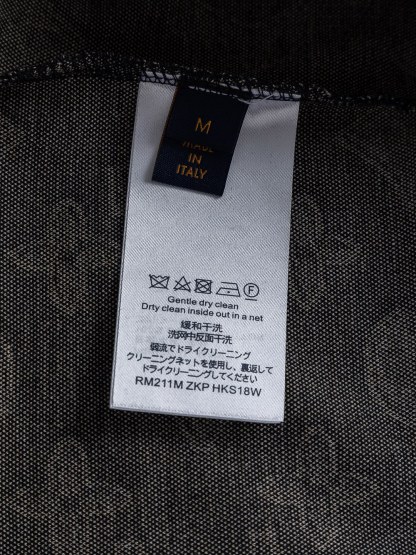 M
MADE
IN
ITALY
F
Gentle dry clean
Drty clean inside out in a net
缓和干洗
洗网中反面干洗
弱流でドライクリーニング
クリーニングネットを使用し、裏返して
ドライクリーニングしてください
RM211M ZKP HKS18W